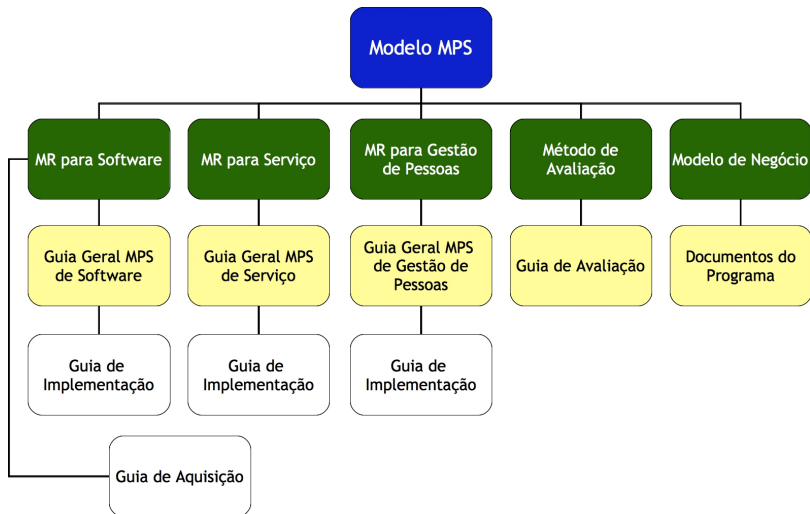 Modelo MPS
MR para Software
MR para Serviço
MR para Gestão
de Pessoas
Método de
Avaliação
Modelo de Negócio
Guia Geral MPS
de Software
Guia Geral MPS
de Serviço
Guia Geral MPS
de Gestão de
Pessoas
Guia de Avaliação
Documentos do
Programa
Guia de
Implementação
Guia de
Implementação
Guia de
Implementação
Guia de Aquisição